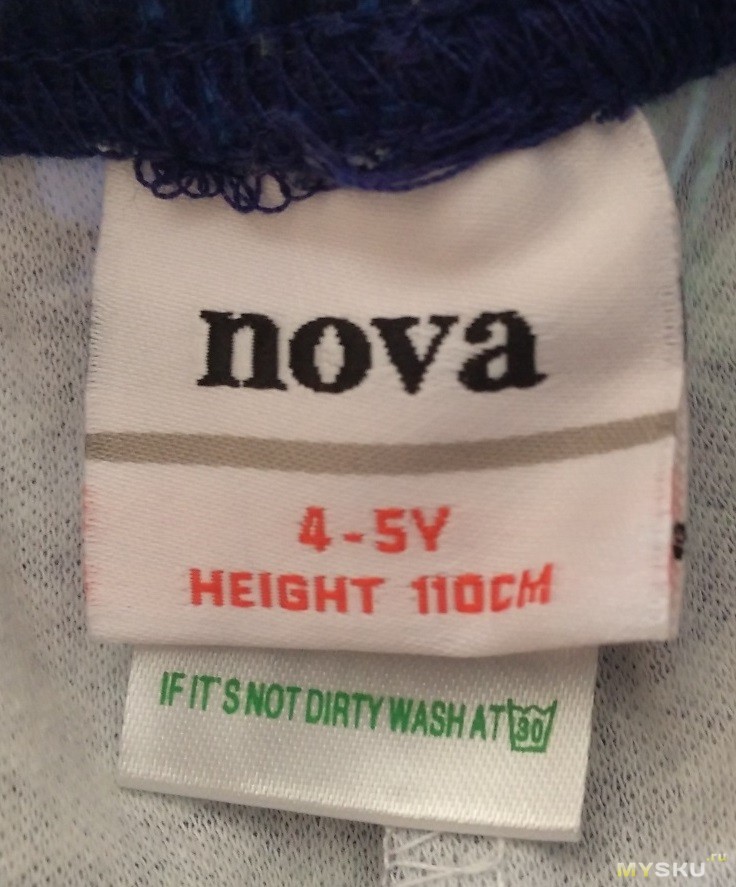 nova
4-5Y
HEIGHT 110CM
IF IT'S NOT DIRTY WASH AT 30
MYSKU.ru